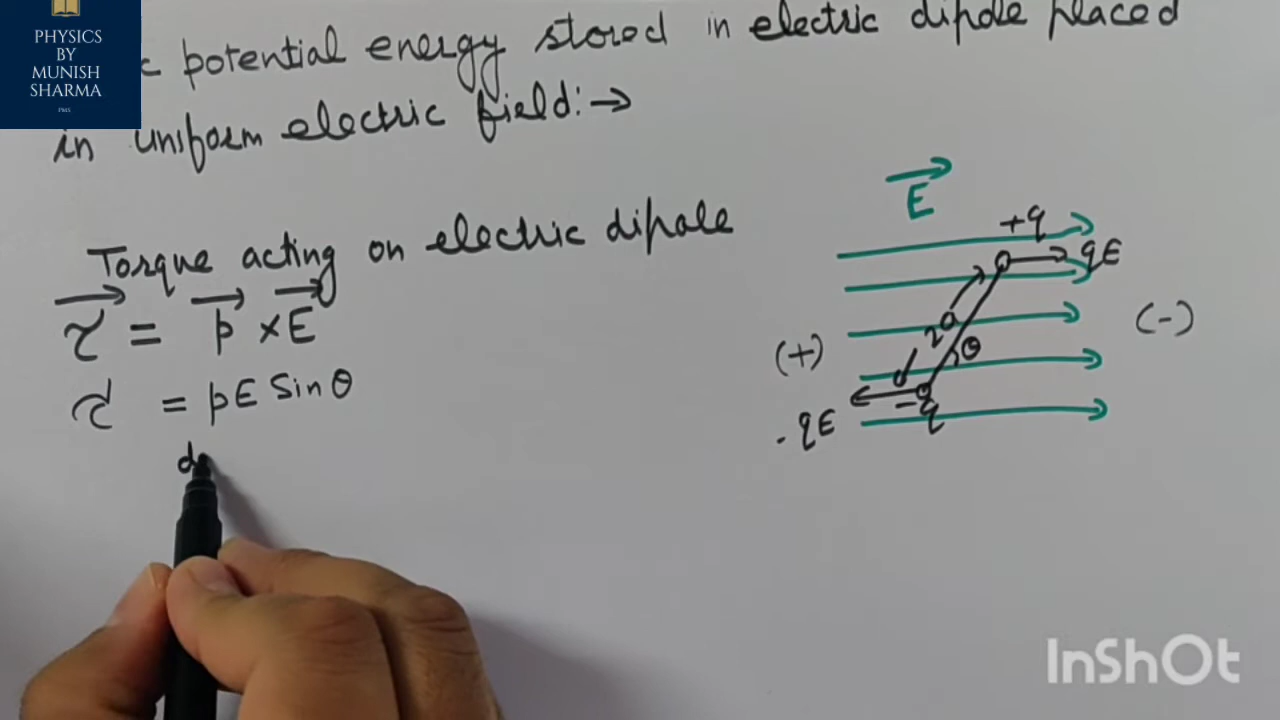 PHYSICS
BY
MUNISH
SHARMA
PMS
c potential energy stored in electric dipole placed
in uniform electric field:→
Torque acting on electric dipole
τ⃗ = p⃗ × E⃗
τ = pE Sin θ
d
E⃗
+q
qE
(-)
2a
(+)
θ
-q
-qE
InShOt